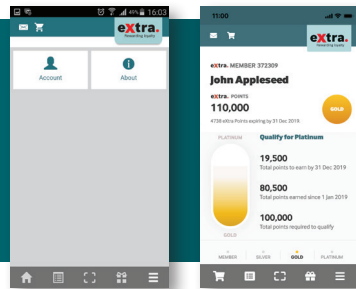 49% 16:03
extra.
Rewarding loyalty
Account
About
11:00
extra.
Rewarding loyalty
extra. MEMBER 372309
John Appleseed
extra. POINTS
110,000
GOLD
4738 eXtra Points expiring by 31 Dec 2019
PLATINUM
Qualify for Platinum
19,500
Total points to earn by 31 Dec 2019
80,500
Total points earned since 1 Jan 2019
100,000
Total points required to qualify
GOLD
MEMBER
SILVER
GOLD
PLATINUM